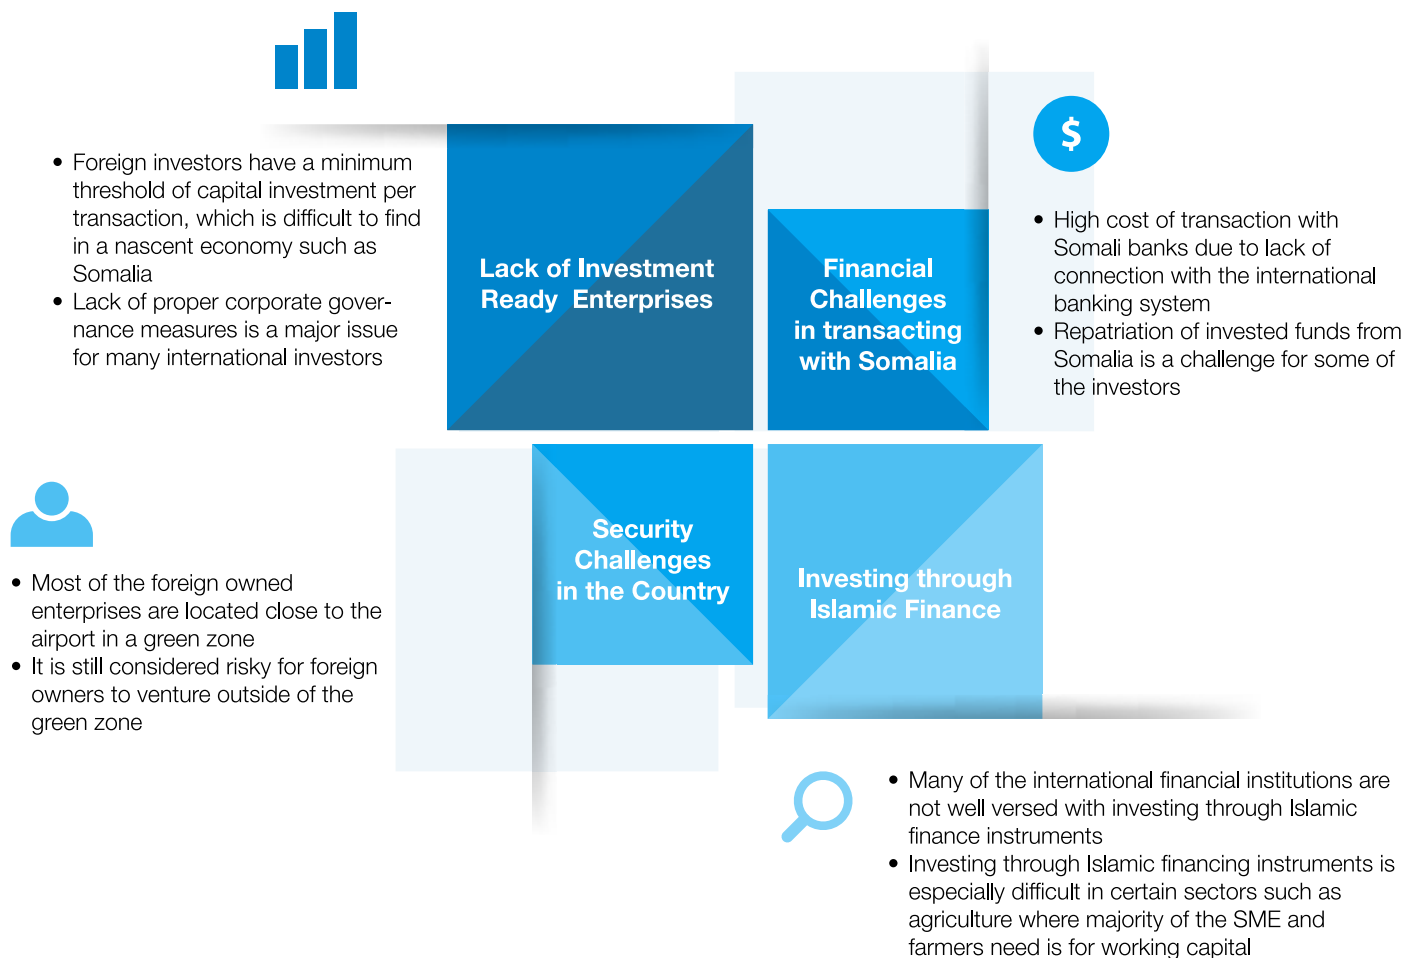 • Foreign investors have a minimum
threshold of capital investment per
transaction, which is difficult to find
in a nascent economy such as
Somalia
• Lack of proper corporate gover-
nance measures is a major issue
for many international investors
Lack of Investment
Ready Enterprises
Financial
Challenges
in transacting
with Somalia
$
• High cost of transaction with
Somali banks due to lack of
connection with the international
banking system
• Repatriation of invested funds from
Somalia is a challenge for some of
the investors
• Most of the foreign owned
enterprises are located close to the
airport in a green zone
• It is still considered risky for foreign
owners to venture outside of the
green zone
Security
Challenges
in the Country
Investing through
Islamic Finance
• Many of the international financial institutions are
not well versed with investing through Islamic
finance instruments
• Investing through Islamic financing instruments is
especially difficult in certain sectors such as
agriculture where majority of the SME and
farmers need is for working capital